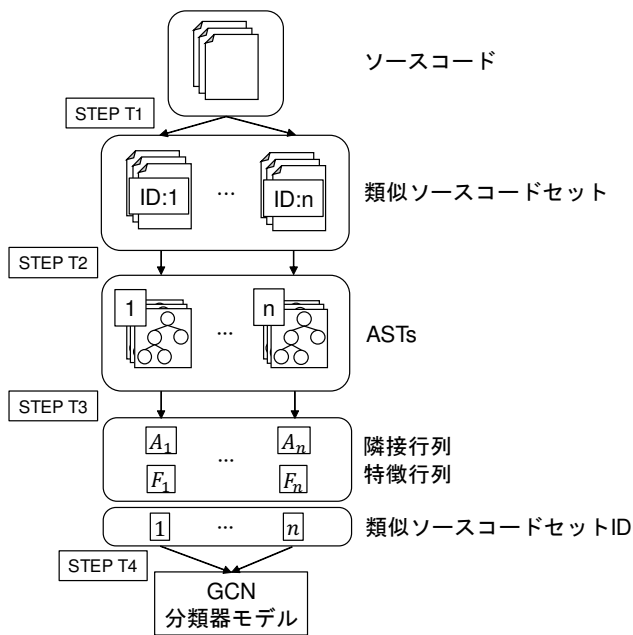 ソースコード
STEP T1
ID:1 … ID:n
類似ソースコードセット
STEP T2
1 … n
ASTs
STEP T3
A₁ … Aₙ
隣接行列
F₁ Fₙ
特徴行列
1 … n
類似ソースコードセットID
STEP T4
GCN
分類器モデル